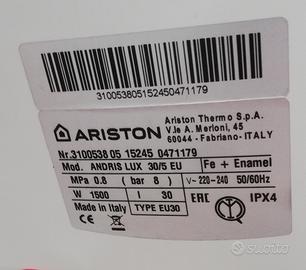 310053805152450471179
ARISTON
Ariston Thermo S.p.A.
V.le A. Merloni, 45
60044 - Fabriano - ITALY
Nr.3100538 05 15245 0471179
Mod. ANDRIS LUX 30/5 EU Fe + Enamel
MPa 0.8 ( bar 8 ) V~ 220-240 50/60Hz
W 1500 l 30 EAC IPX4
Made in Italy
CE TYPE EU30
subito